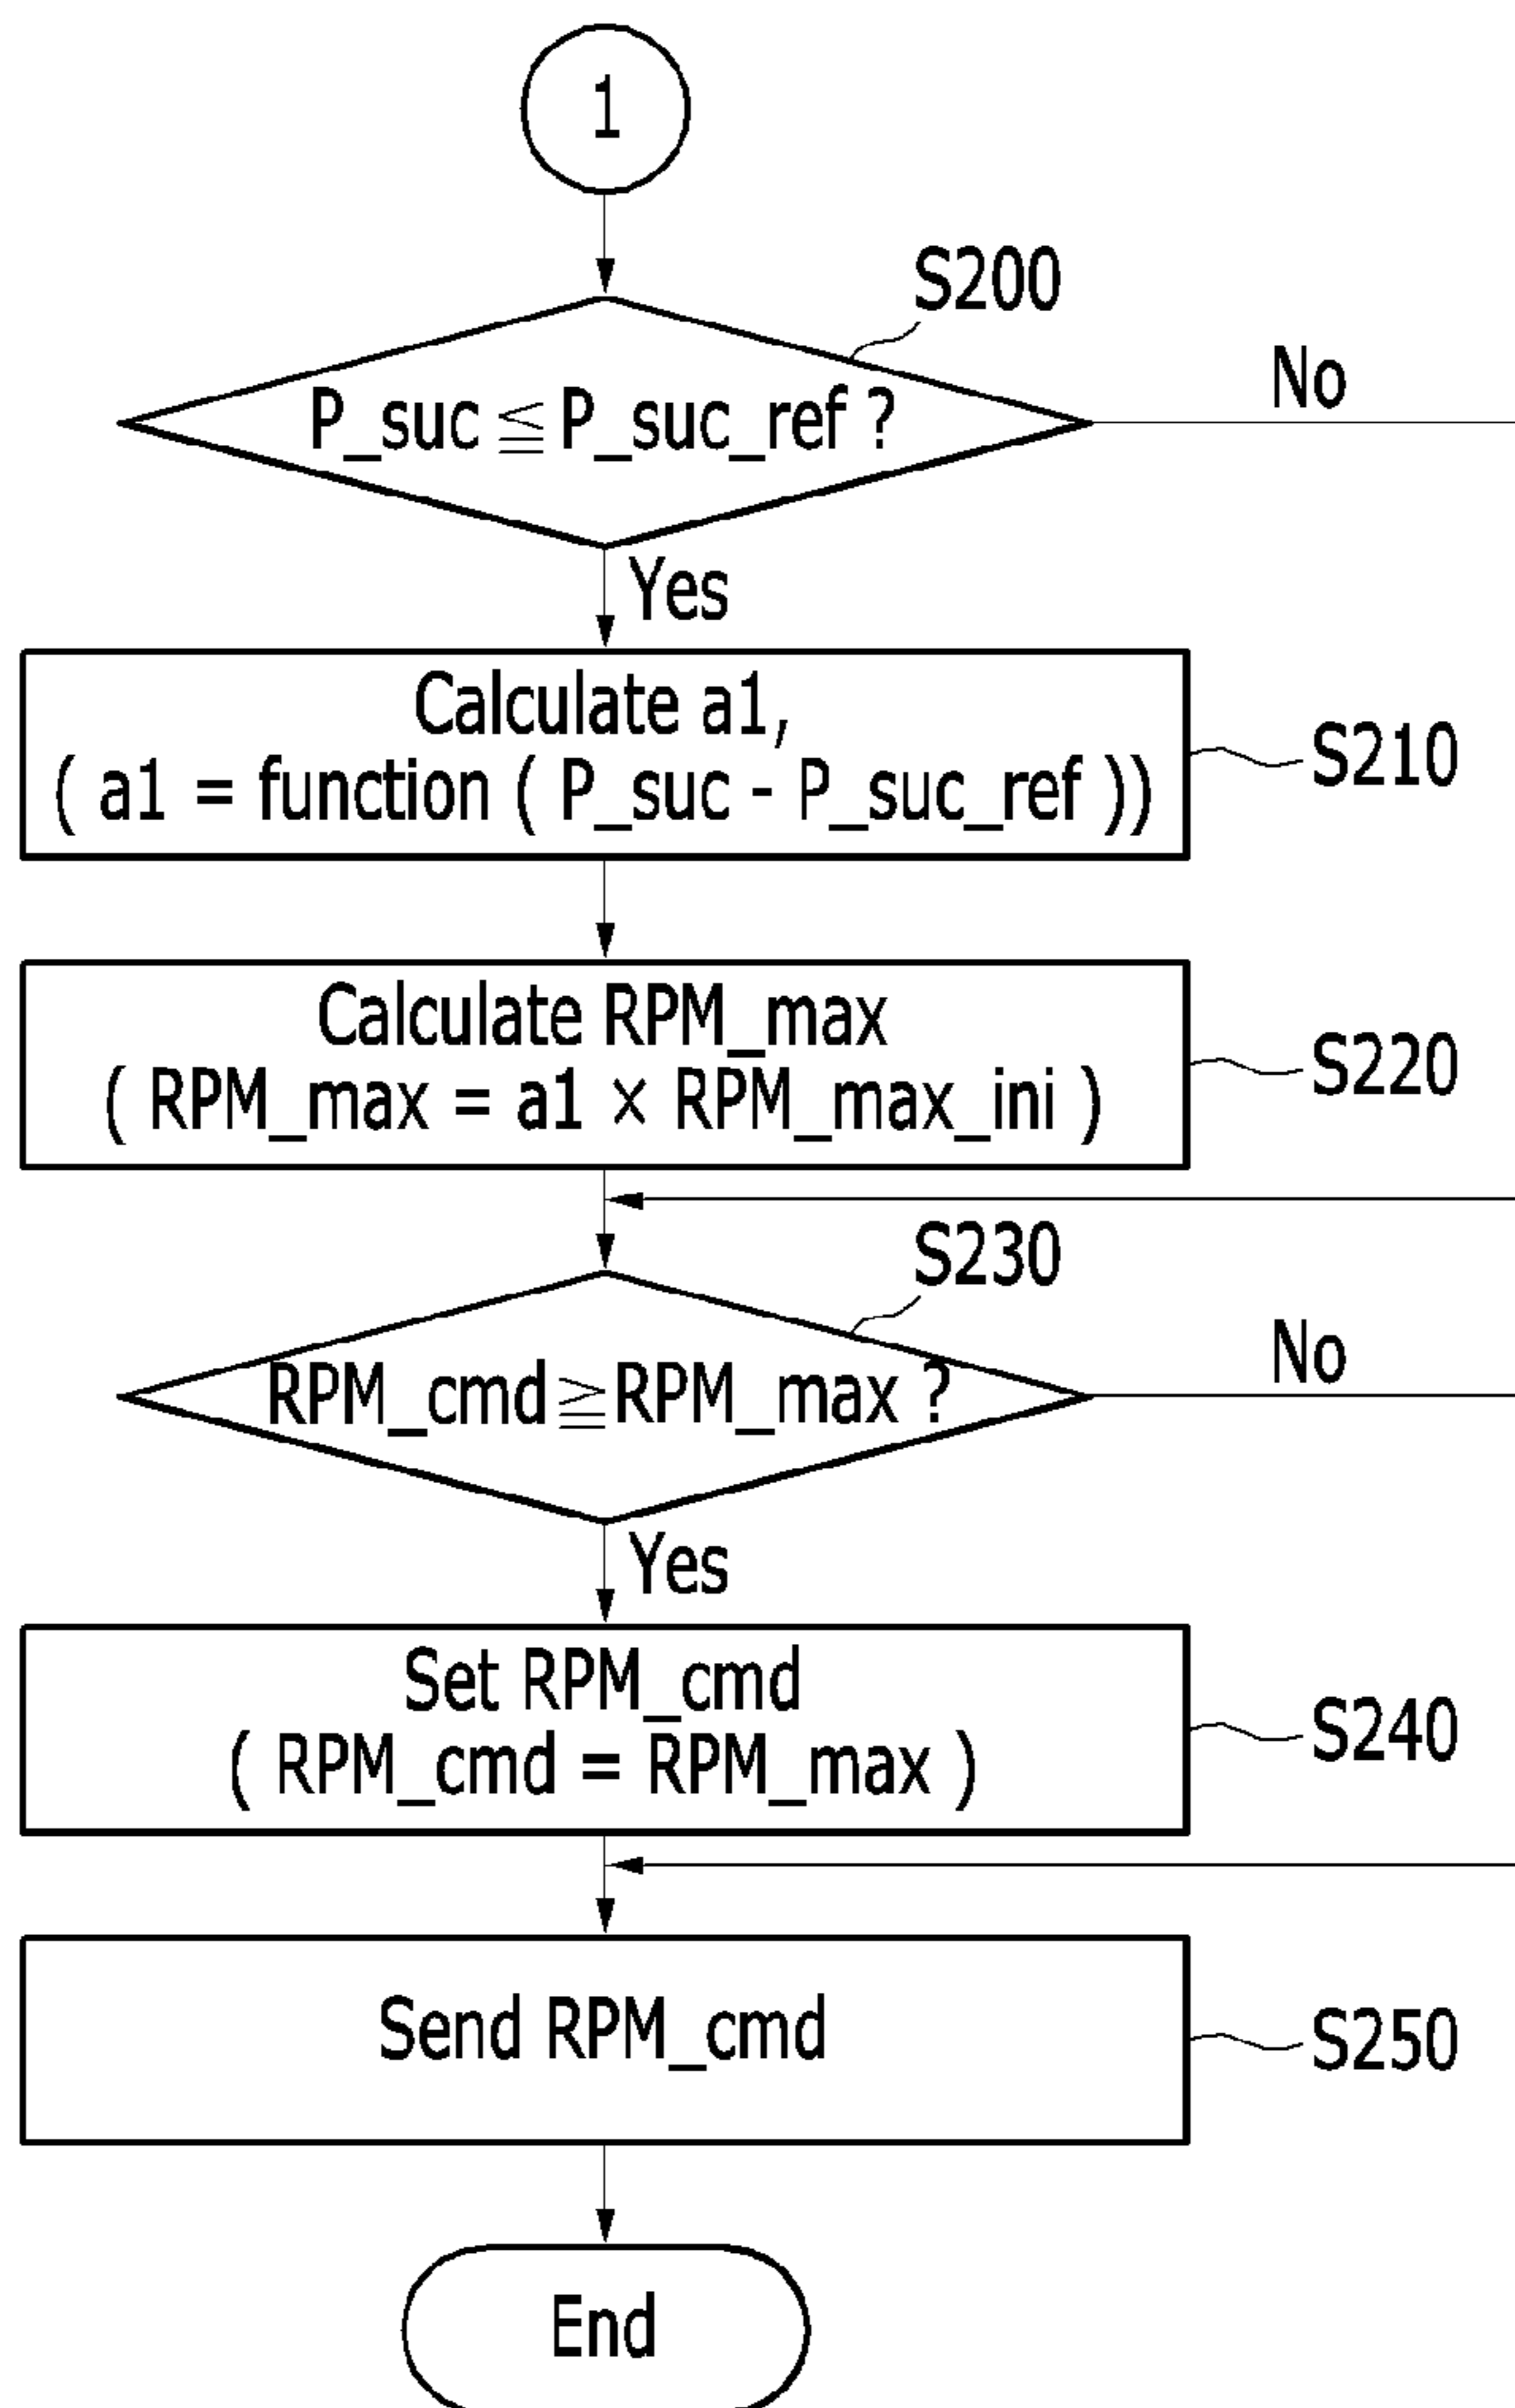 1
S200
P_suc ≦ P_suc_ref ?
No
Yes
Calculate a1,
( a1 = function ( P_suc - P_suc_ref ))
S210
Calculate RPM_max
( RPM_max = a1 × RPM_max_ini )
S220
S230
RPM_cmd ≧ RPM_max ?
No
Yes
Set RPM_cmd
( RPM_cmd = RPM_max )
S240
Send RPM_cmd
S250
End